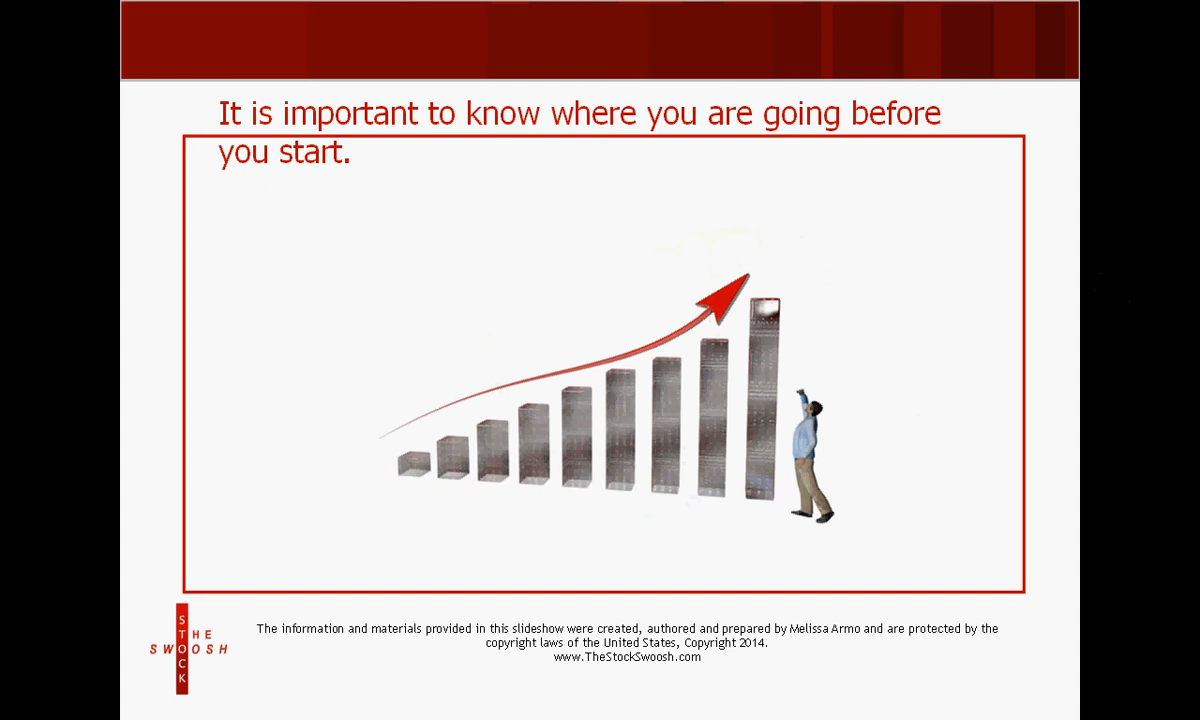 It is important to know where you are going before
you start.
THE
STOCK
SWOOSH
The information and materials provided in this slideshow were created, authored and prepared by Melissa Armo and are protected by the
copyright laws of the United States, Copyright 2014.
www.TheStockSwoosh.com